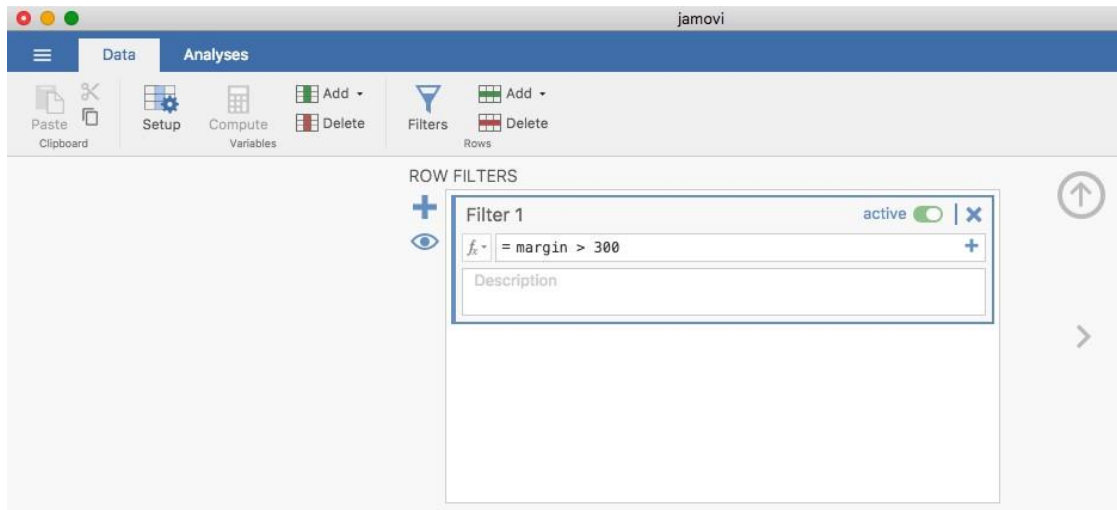 jamovi
Data Analyses
Add Add
Paste Setup Compute Delete Filters Delete
Clipboard Variables Rows
ROW FILTERS
Filter 1 active
fx = margin > 300
Description